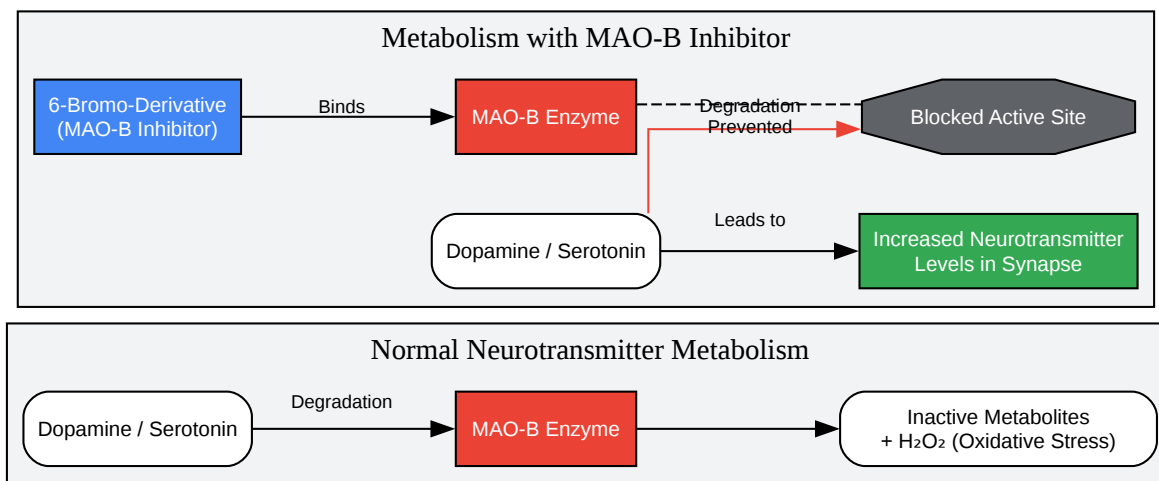 Metabolism with MAO-B Inhibitor
6-Bromo-Derivative
(MAO-B Inhibitor)
Binds
MAO-B Enzyme
Degradation
Prevented
Blocked Active Site
Dopamine / Serotonin
Leads to
Increased Neurotransmitter
Levels in Synapse
Normal Neurotransmitter Metabolism
Dopamine / Serotonin
Degradation
MAO-B Enzyme
Inactive Metabolites
+ H₂O₂ (Oxidative Stress)